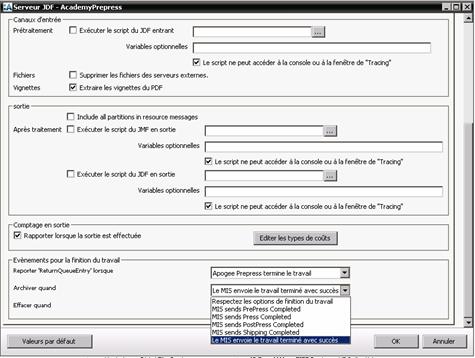 Serveur JDF - AcademyPrepress
Canaux d'entrée
Prétraitement Exécuter le script du JDF entrant ...
Variables optionnelles
Le script ne peut accéder à la console ou à la fenêtre de "Tracing"
Fichiers Supprimer les fichiers des serveurs externes.
Vignettes Extraire les vignettes du PDF
sortie
Include all partitions in resource messages
Après traitement Exécuter le script du JMF en sortie ...
Variables optionnelles
Le script ne peut accéder à la console ou à la fenêtre de "Tracing"
Exécuter le script du JDF en sortie ...
Variables optionnelles
Le script ne peut accéder à la console ou à la fenêtre de "Tracing"
Comptage en sortie
Rapporter lorsque la sortie est effectuée Editer les types de coûts
Evènements pour la finition du travail
Reporter 'ReturnQueueEntry' lorsque Apogee Prepress termine le travail
Archiver quand Le MIS envoie le travail terminé avec succès
Effacer quand
Respectez les options de finition du travail
MIS sends PrePress Completed
MIS sends Press Completed
MIS sends PostPress Completed
MIS sends Shipping Completed
Le MIS envoie le travail terminé avec succès
Valeurs par défaut OK Annuler